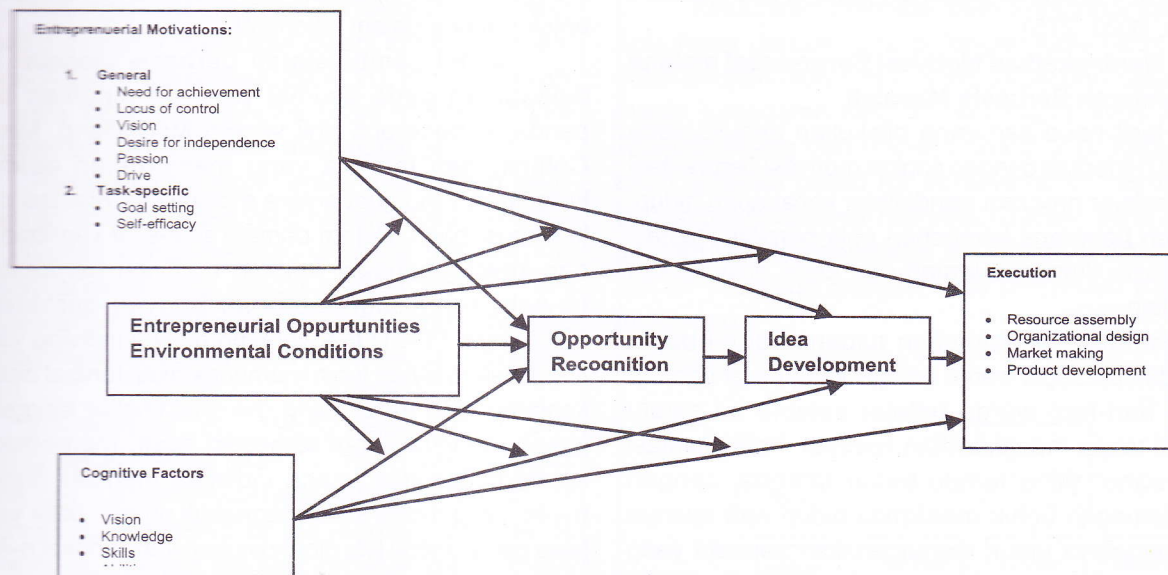 Entreprenuerial Motivations:
1. General
• Need for achievement
• Locus of control
• Vision
• Desire for independence
• Passion
• Drive
2. Task-specific
• Goal setting
• Self-efficacy
Entrepreneurial Oppurtunities
Environmental Conditions
Opportunity
Recognition
Idea
Development
Execution
• Resource assembly
• Organizational design
• Market making
• Product development
Cognitive Factors
• Vision
• Knowledge
• Skills